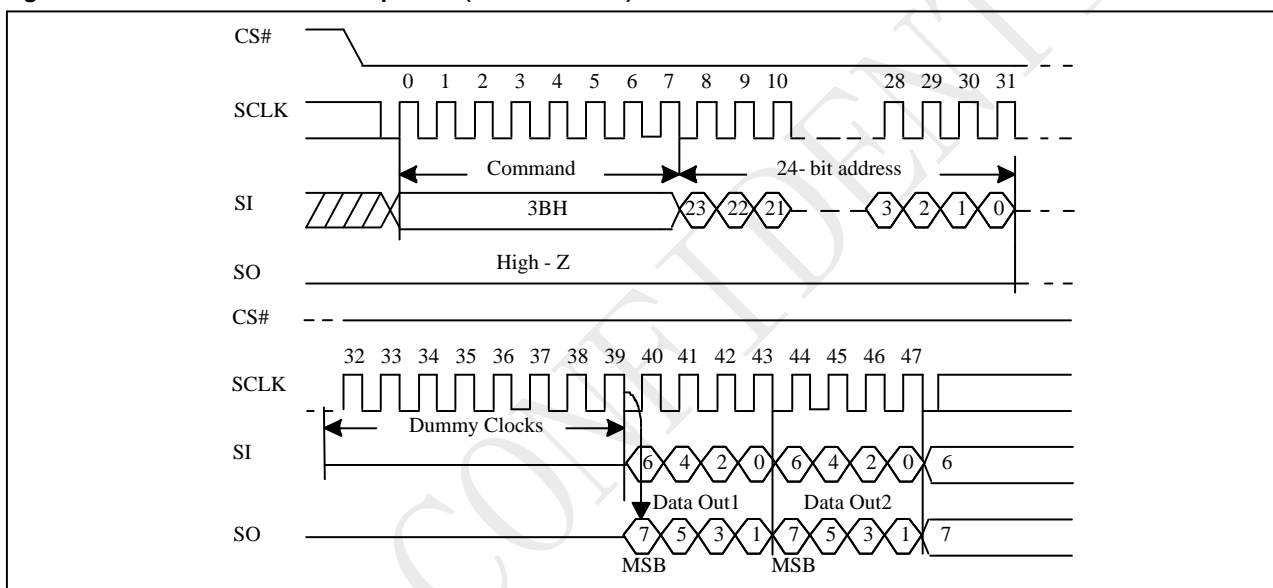 CS#
0 1 2 3 4 5 6 7 8 9 10 28 29 30 31
SCLK
Command 24- bit address
SI 3BH 23 22 21 3 2 1 0
High - Z
SO
CS#
32 33 34 35 36 37 38 39 40 41 42 43 44 45 46 47
SCLK
Dummy Clocks
SI 6 4 2 0 6 4 2 0 6
Data Out1 Data Out2
SO 7 5 3 1 7 5 3 1 7
MSB MSB
CONFIDENT